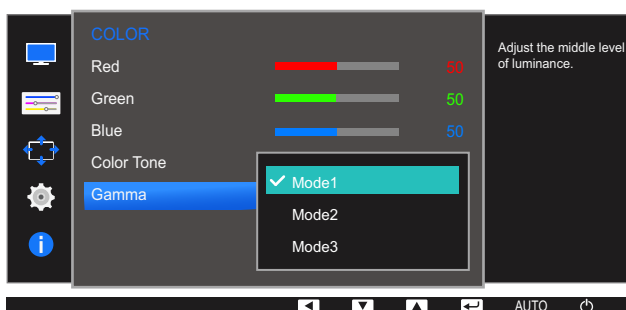 COLOR
Red 50
Green 50
Blue 50
Color Tone
Gamma
Mode1
Mode2
Mode3
Adjust the middle level
of luminance.
AUTO